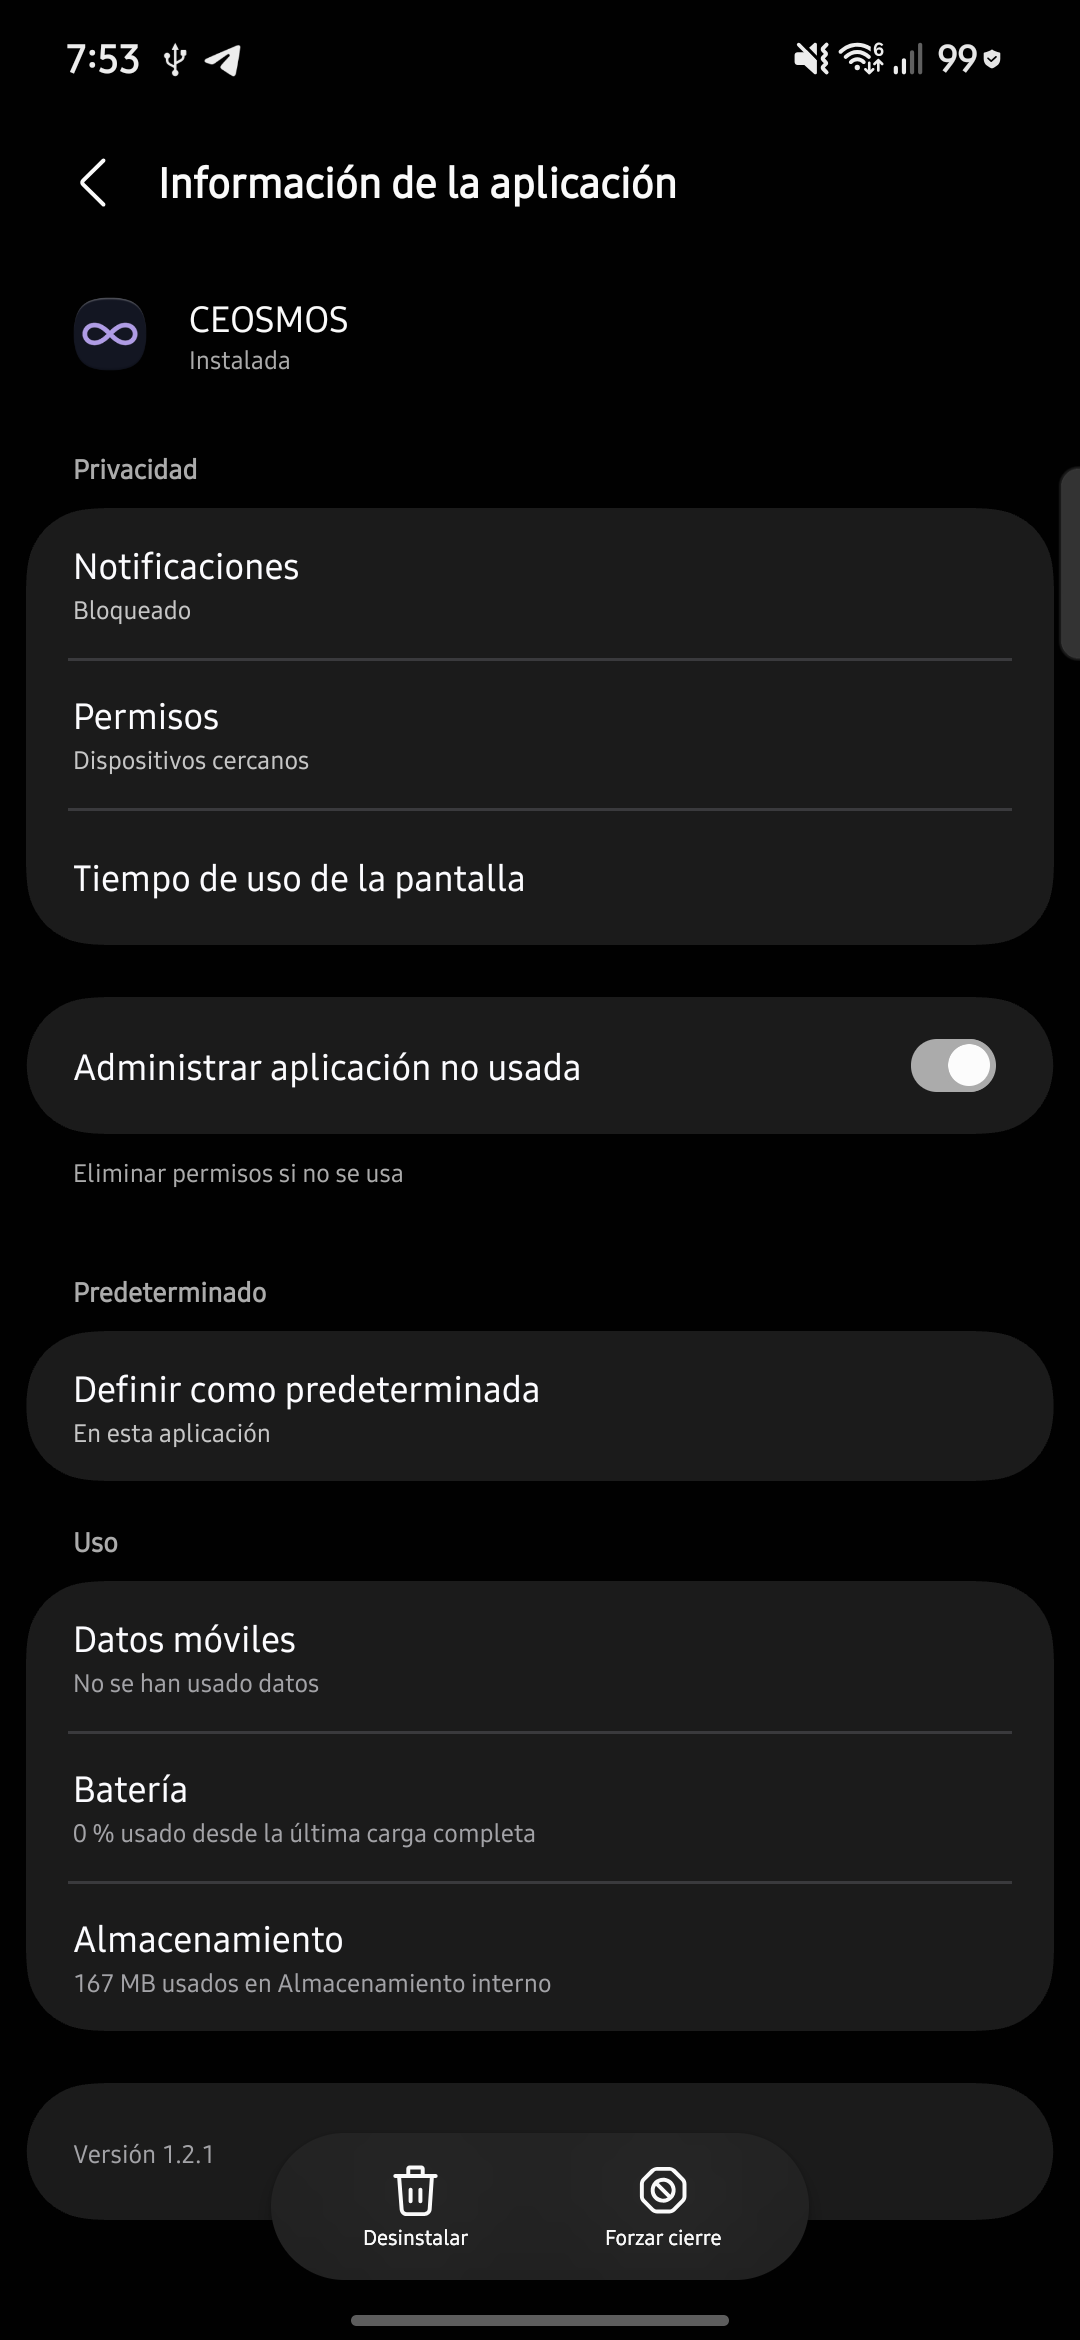 7:53
6
99
Información de la aplicación
CEOSMOS
Instalada
Privacidad
Notificaciones
Bloqueado
Permisos
Dispositivos cercanos
Tiempo de uso de la pantalla
Administrar aplicación no usada
Eliminar permisos si no se usa
Predeterminado
Definir como predeterminada
En esta aplicación
Uso
Datos móviles
No se han usado datos
Batería
0 % usado desde la última carga completa
Almacenamiento
167 MB usados en Almacenamiento interno
Versión 1.2.1
Desinstalar
Forzar cierre